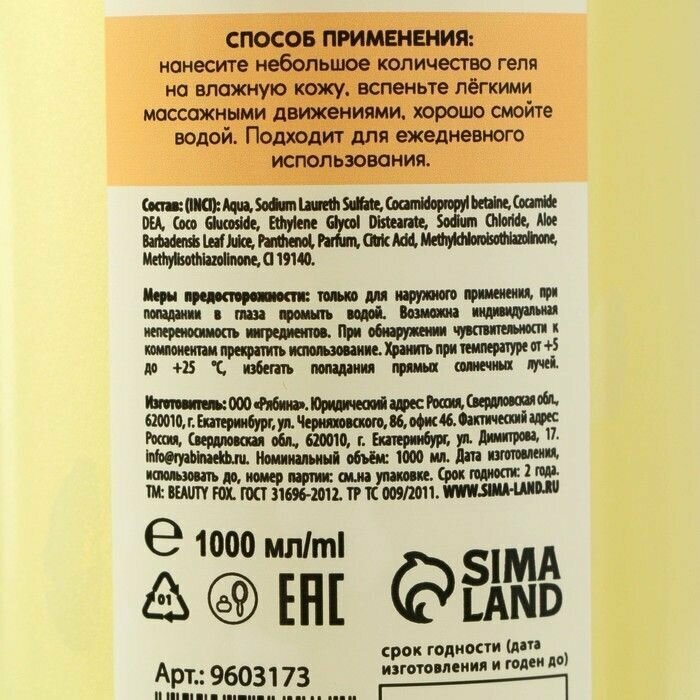 СПОСОБ ПРИМЕНЕНИЯ:
нанесите небольшое количество геля
на влажную кожу, вспеньте лёгкими
массажными движениями, хорошо смойте
водой. Подходит для ежедневного
использования.
Состав: (INCI): Aqua, Sodium Laureth Sulfate, Cocamidopropyl betaine, Cocamide
DEA, Coco Glucoside, Ethylene Glycol Distearate, Sodium Chloride, Aloe
Barbadensis Leaf Juice, Panthenol, Parfum, Citric Acid, Methylchloroisothiazolinone,
Methylisothiazolinone, CI 19140.
Меры предосторожности: только для наружного применения, при
попадании в глаза промыть водой. Возможна индивидуальная
непереносимость ингредиентов. При обнаружении чувствительности к
компонентам прекратить использование. Хранить при температуре от +5
до +25 °C, избегать попадания прямых солнечных лучей.
Изготовитель: ООО «Рябина». Юридический адрес: Россия, Свердловская обл.,
620010, г. Екатеринбург, ул. Черняховского, 86, офис 46. Фактический адрес:
Россия, Свердловская обл., 620010, г. Екатеринбург, ул. Димитрова, 17.
info@ryabinaekb.ru. Номинальный объём: 1000 мл. Дата изготовления,
использовать до, номер партии: см.на упаковке. Срок годности: 2 года.
ТМ: BEAUTY FOX. ГОСТ 31696-2012. ТР ТС 009/2011. WWW.SIMA-LAND.RU
℮ 1000 мл/ml
01
EAC
SIMA
LAND
срок годности (дата
изготовления и годен до)
Арт.: 9603173